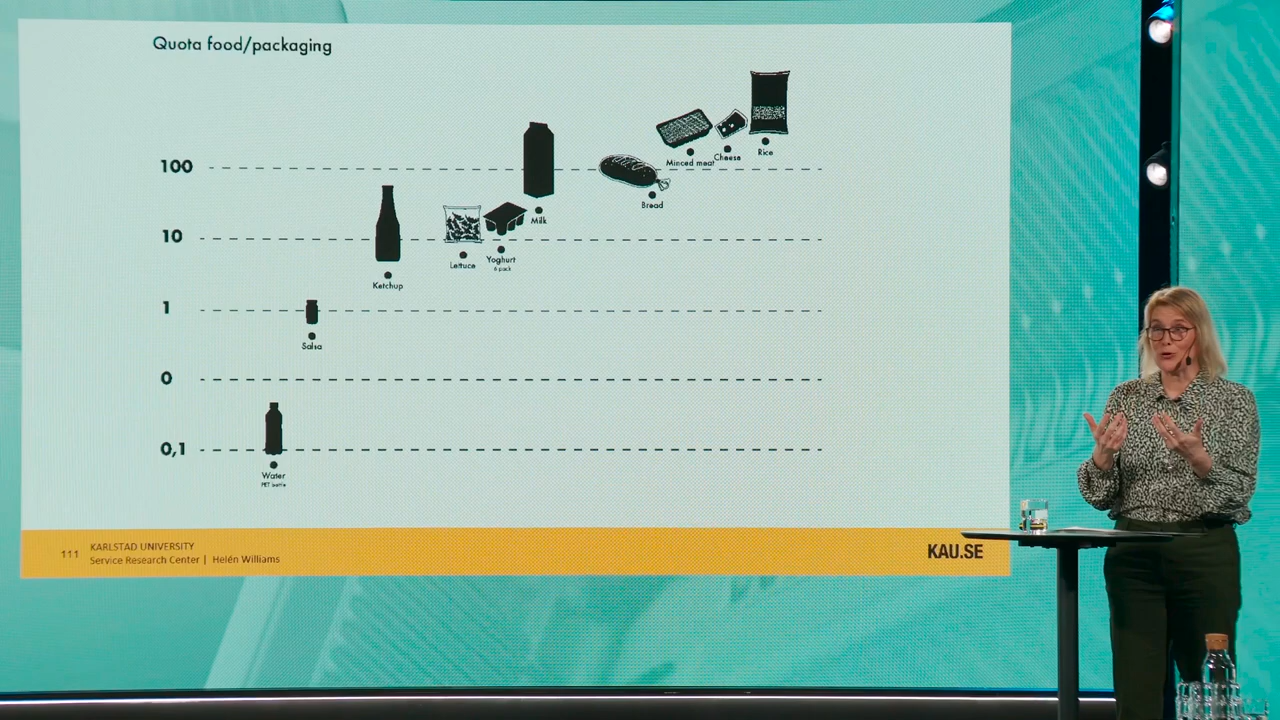 Quota food/packaging
100
10
1
0
0,1
Minced meat
Cheese
Rice
Bread
Milk
Lettuce
Yoghurt
6 pack
Ketchup
Salsa
Water
PET bottle
111
KARLSTAD UNIVERSITY
Service Research Center | Helén Williams
KAU.SE